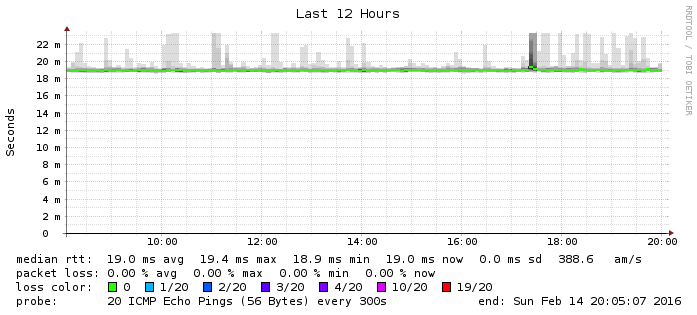 Last 12 Hours
RRDTOOL / TOBI OETIKER
Seconds
22 m
20 m
18 m
16 m
14 m
12 m
10 m
8 m
6 m
4 m
2 m
0
10:00 12:00 14:00 16:00 18:00 20:00
median rtt: 19.0 ms avg 19.4 ms max 18.9 ms min 19.0 ms now 0.0 ms sd 388.6 am/s
packet loss: 0.00 % avg 0.00 % max 0.00 % min 0.00 % now
loss color: 0 1/20 2/20 3/20 4/20 10/20 19/20
probe: 20 ICMP Echo Pings (56 Bytes) every 300s end: Sun Feb 14 20:05:07 2016